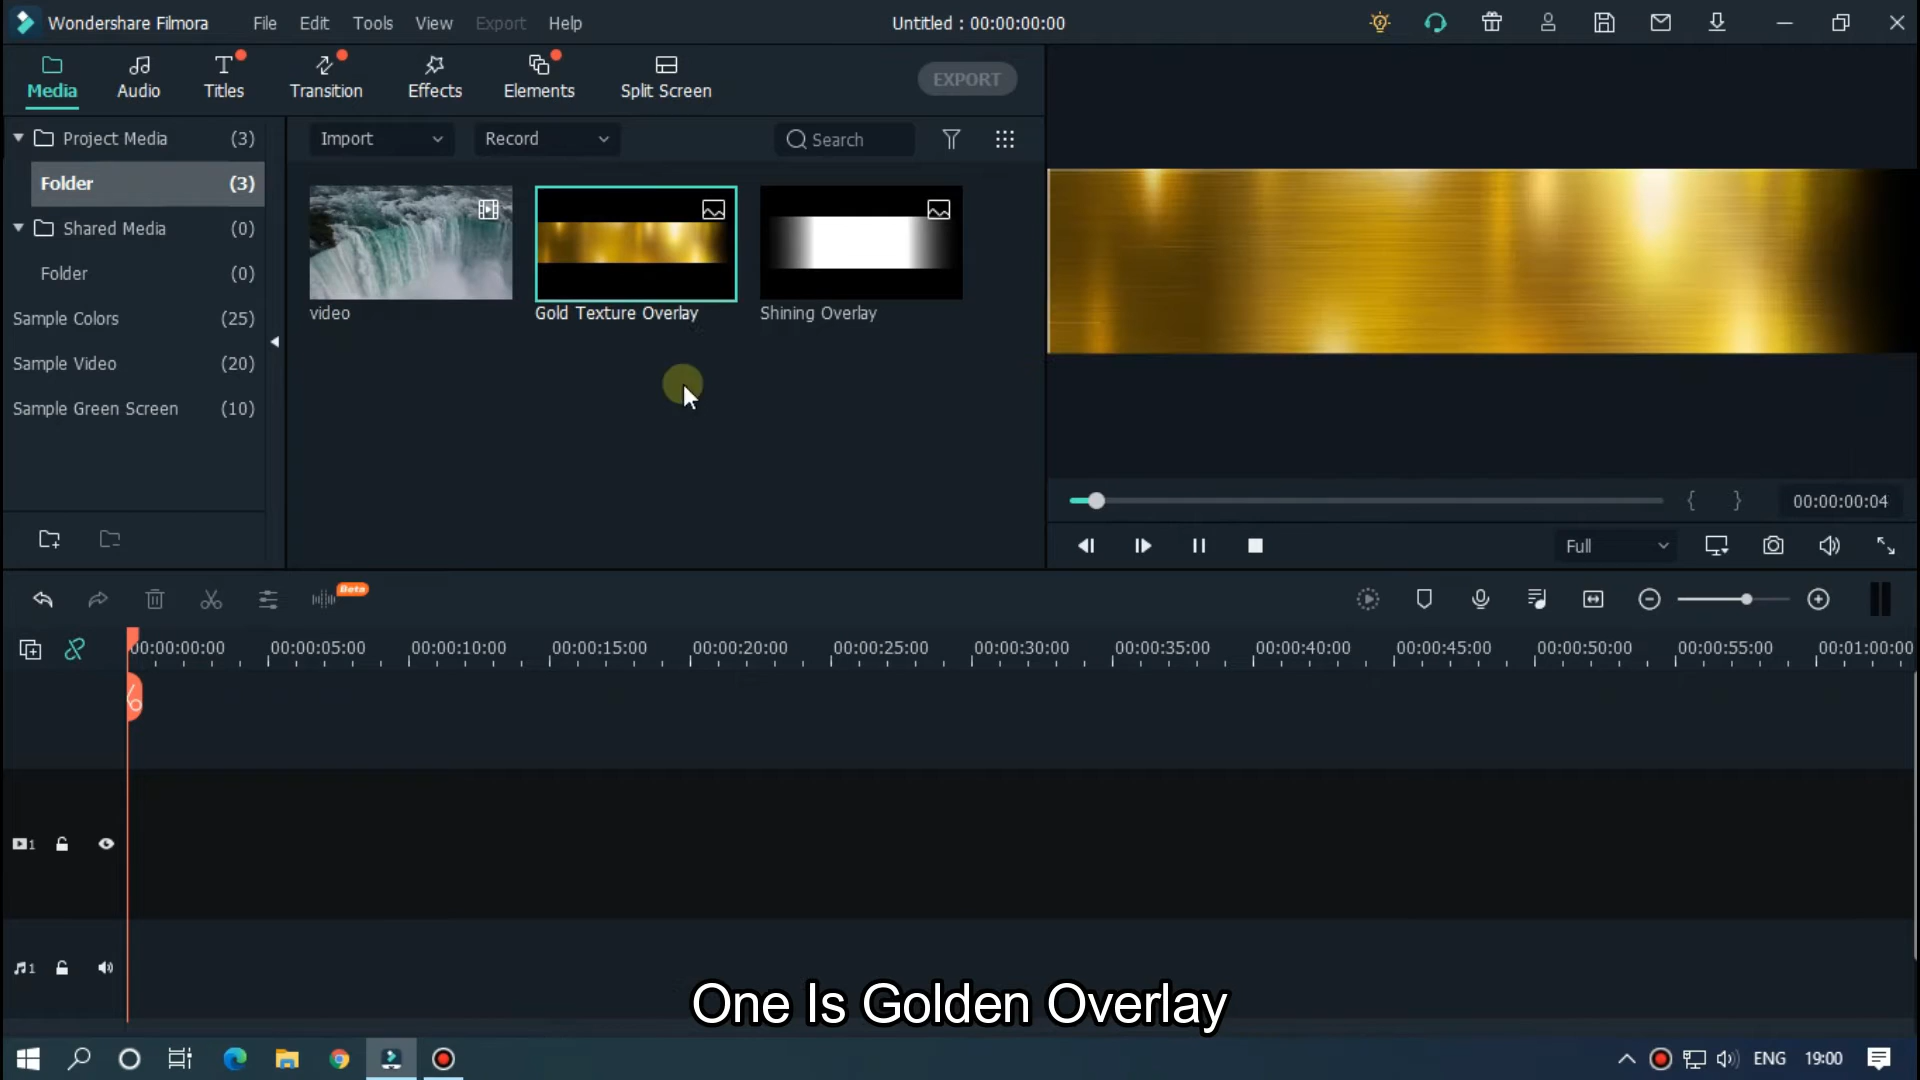 Wondershare Filmora File Edit Tools View Export Help Untitled : 00:00:00:00
Media Audio Titles Transition Effects Elements Split Screen EXPORT
Project Media (3) Import Record Search
Folder (3)
Shared Media (0)
Folder (0)
Sample Colors (25)
Sample Video (20)
Sample Green Screen (10)
video Gold Texture Overlay Shining Overlay
00:00:00:04
Full
Beta
00:00:00:00 00:00:05:00 00:00:10:00 00:00:15:00 00:00:20:00 00:00:25:00 00:00:30:00 00:00:35:00 00:00:40:00 00:00:45:00 00:00:50:00 00:00:55:00 00:01:00:00
1
1
One Is Golden Overlay
ENG 19:00